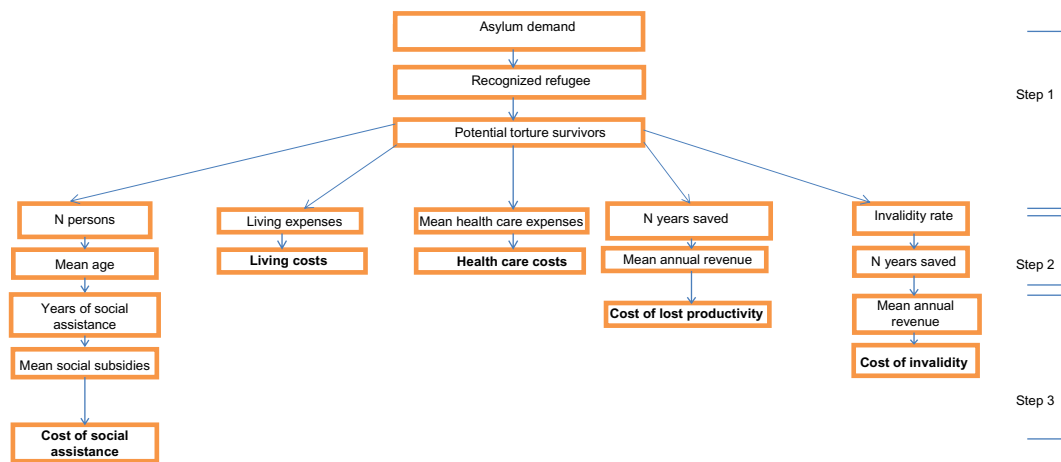 Asylum demand
Recognized refugee
Step 1
Potential torture survivors
N persons
Living expenses
Mean health care expenses
N years saved
Invalidity rate
Mean age
Living costs
Health care costs
Mean annual revenue
N years saved
Step 2
Years of social
assistance
Cost of lost productivity
Mean annual
revenue
Mean social subsidies
Cost of invalidity
Step 3
Cost of social
assistance